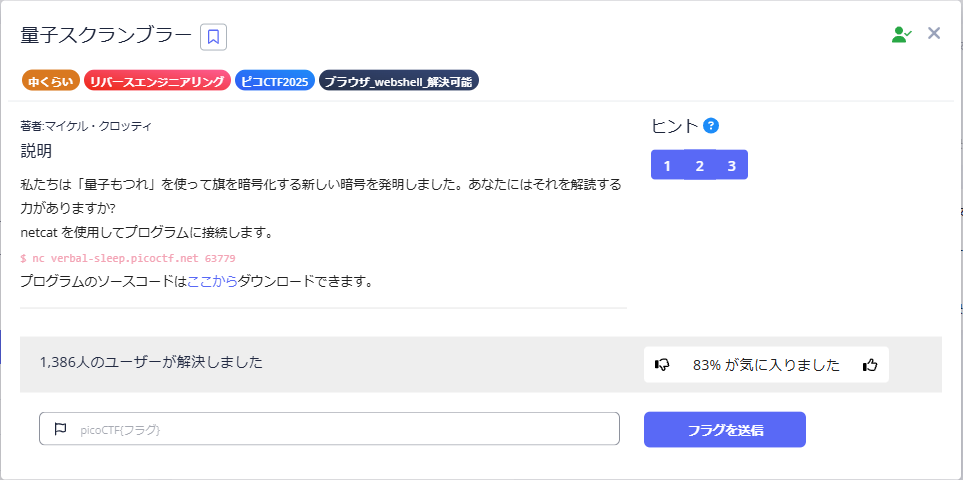 量子スクランブラー
中くらい リバースエンジニアリング ピコCTF2025 ブラウザ_webshell_解決可能
著者:マイケル・クロッティ
説明
私たちは「量子もつれ」を使って旗を暗号化する新しい暗号を発明しました。あなたにはそれを解読する
力がありますか?
netcat を使用してプログラムに接続します。
$ nc verbal-sleep.picoctf.net 63779
プログラムのソースコードはここからダウンロードできます。
ヒント ?
1 2 3
1,386人のユーザーが解決しました
83% が気に入りました
picoCTF{フラグ}
フラグを送信